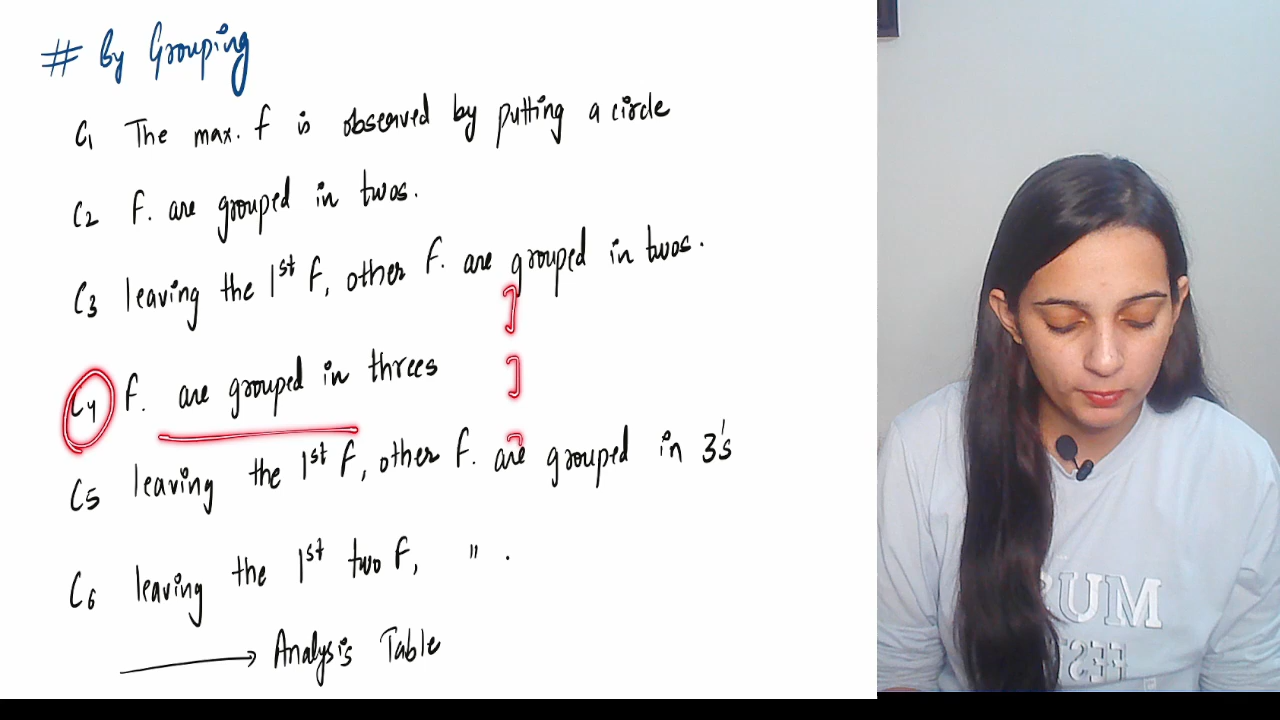 # By Grouping
C1 The max. f is observed by putting a circle
C2 f. are grouped in twos.
C3 leaving the 1st f, other f. are grouped in twos.
C4 f. are grouped in threes
C5 leaving the 1st f, other f. are grouped in 3's
C6 leaving the 1st two f, " .
→ Analysis Table
RUM